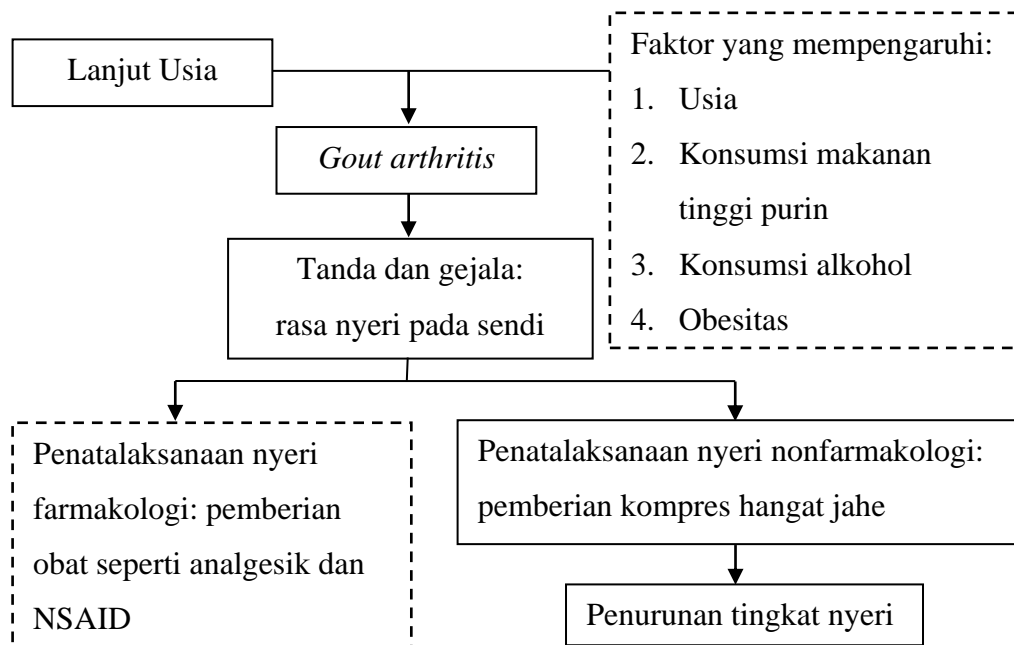 Lanjut Usia
Faktor yang mempengaruhi:
1. Usia
2. Konsumsi makanan
tinggi purin
3. Konsumsi alkohol
4. Obesitas
Gout arthritis
Tanda dan gejala:
rasa nyeri pada sendi
Penatalaksanaan nyeri
farmakologi: pemberian
obat seperti analgesik dan
NSAID
Penatalaksanaan nyeri nonfarmakologi:
pemberian kompres hangat jahe
Penurunan tingkat nyeri